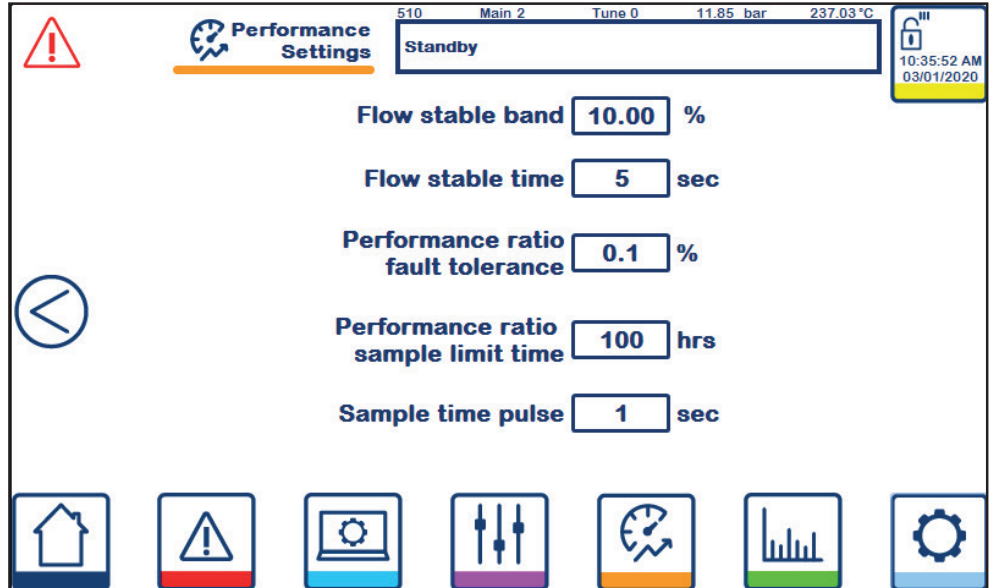 510 Main 2 Tune 0 11.85 bar 237.03 °C
Performance
Settings
Standby
10:35:52 AM
03/01/2020
Flow stable band 10.00 %
Flow stable time 5 sec
Performance ratio
fault tolerance 0.1 %
Performance ratio
sample limit time 100 hrs
Sample time pulse 1 sec